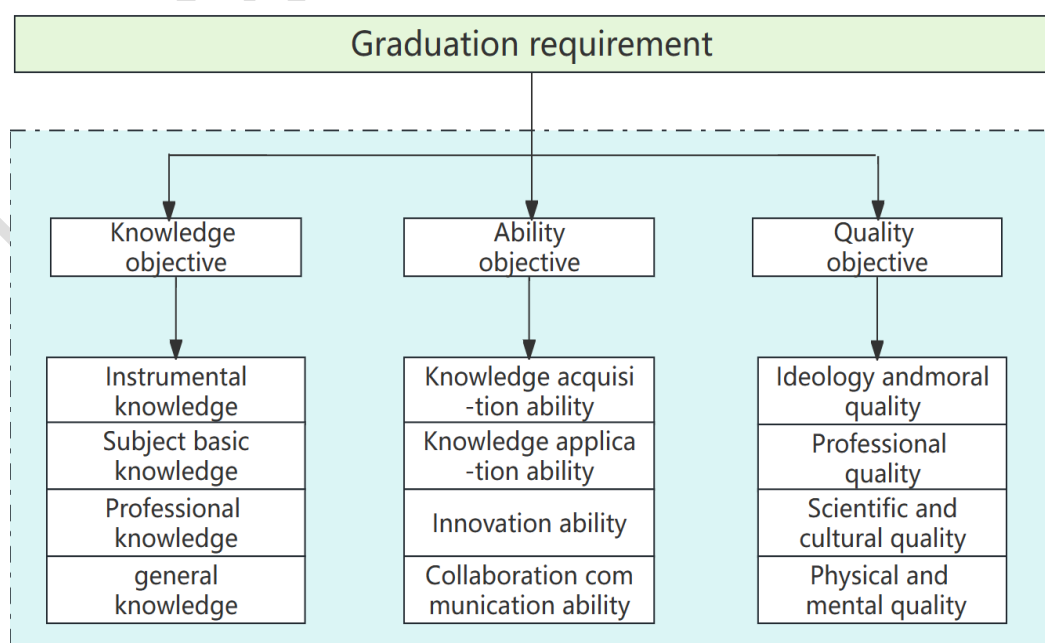 Graduation requirement
Knowledge
objective
Ability
objective
Quality
objective
Instrumental
knowledge
Subject basic
knowledge
Professional
knowledge
general
knowledge
Knowledge acquisi
-tion ability
Knowledge applica
-tion ability
Innovation ability
Collaboration com
munication ability
Ideology andmoral
quality
Professional
quality
Scientific and
cultural quality
Physical and
mental quality